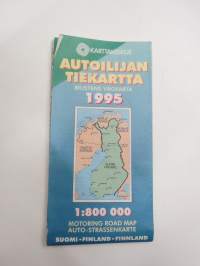 KARTTAKESKUS
AUTOILIJAN
TIEKARTTA
BILISTENS VÄGKARTA
1995
1:800 000
MOTORING ROAD MAP
AUTO-STRASSENKARTE
SUOMI-FINLAND-FINNLAND